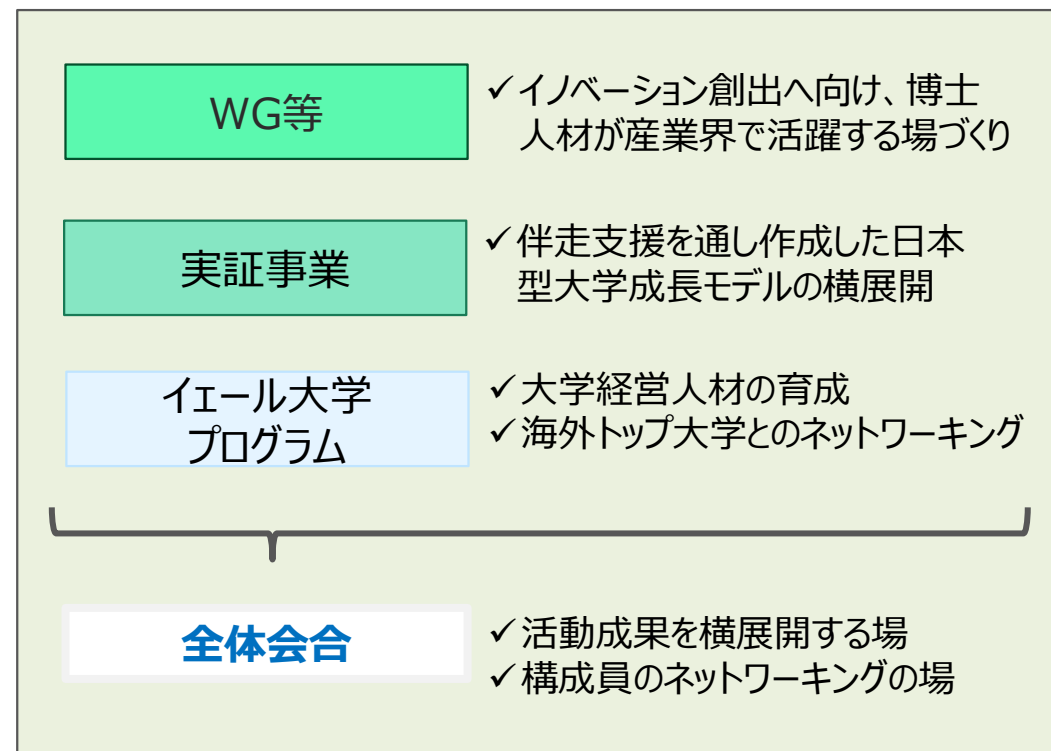 WG等
✓イノベーション創出へ向け、博士
人材が産業界で活躍する場づくり
実証事業
✓伴走支援を通し作成した日本
型大学成長モデルの横展開
イェール大学
プログラム
✓大学経営人材の育成
✓海外トップ大学とのネットワーキング
全体会合
✓活動成果を横展開する場
✓構成員のネットワーキングの場